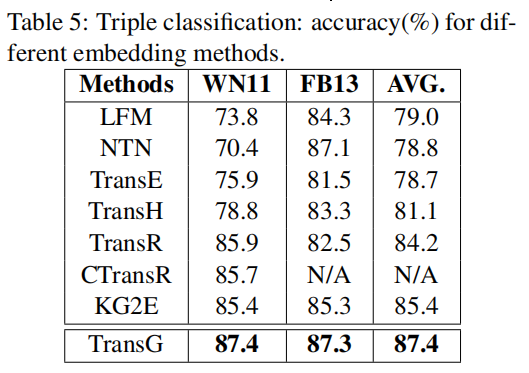 Table 5: Triple classification: accuracy(%) for dif-
ferent embedding methods.
Methods WN11 FB13 AVG.
LFM 73.8 84.3 79.0
NTN 70.4 87.1 78.8
TransE 75.9 81.5 78.7
TransH 78.8 83.3 81.1
TransR 85.9 82.5 84.2
CTransR 85.7 N/A N/A
KG2E 85.4 85.3 85.4
TransG 87.4 87.3 87.4